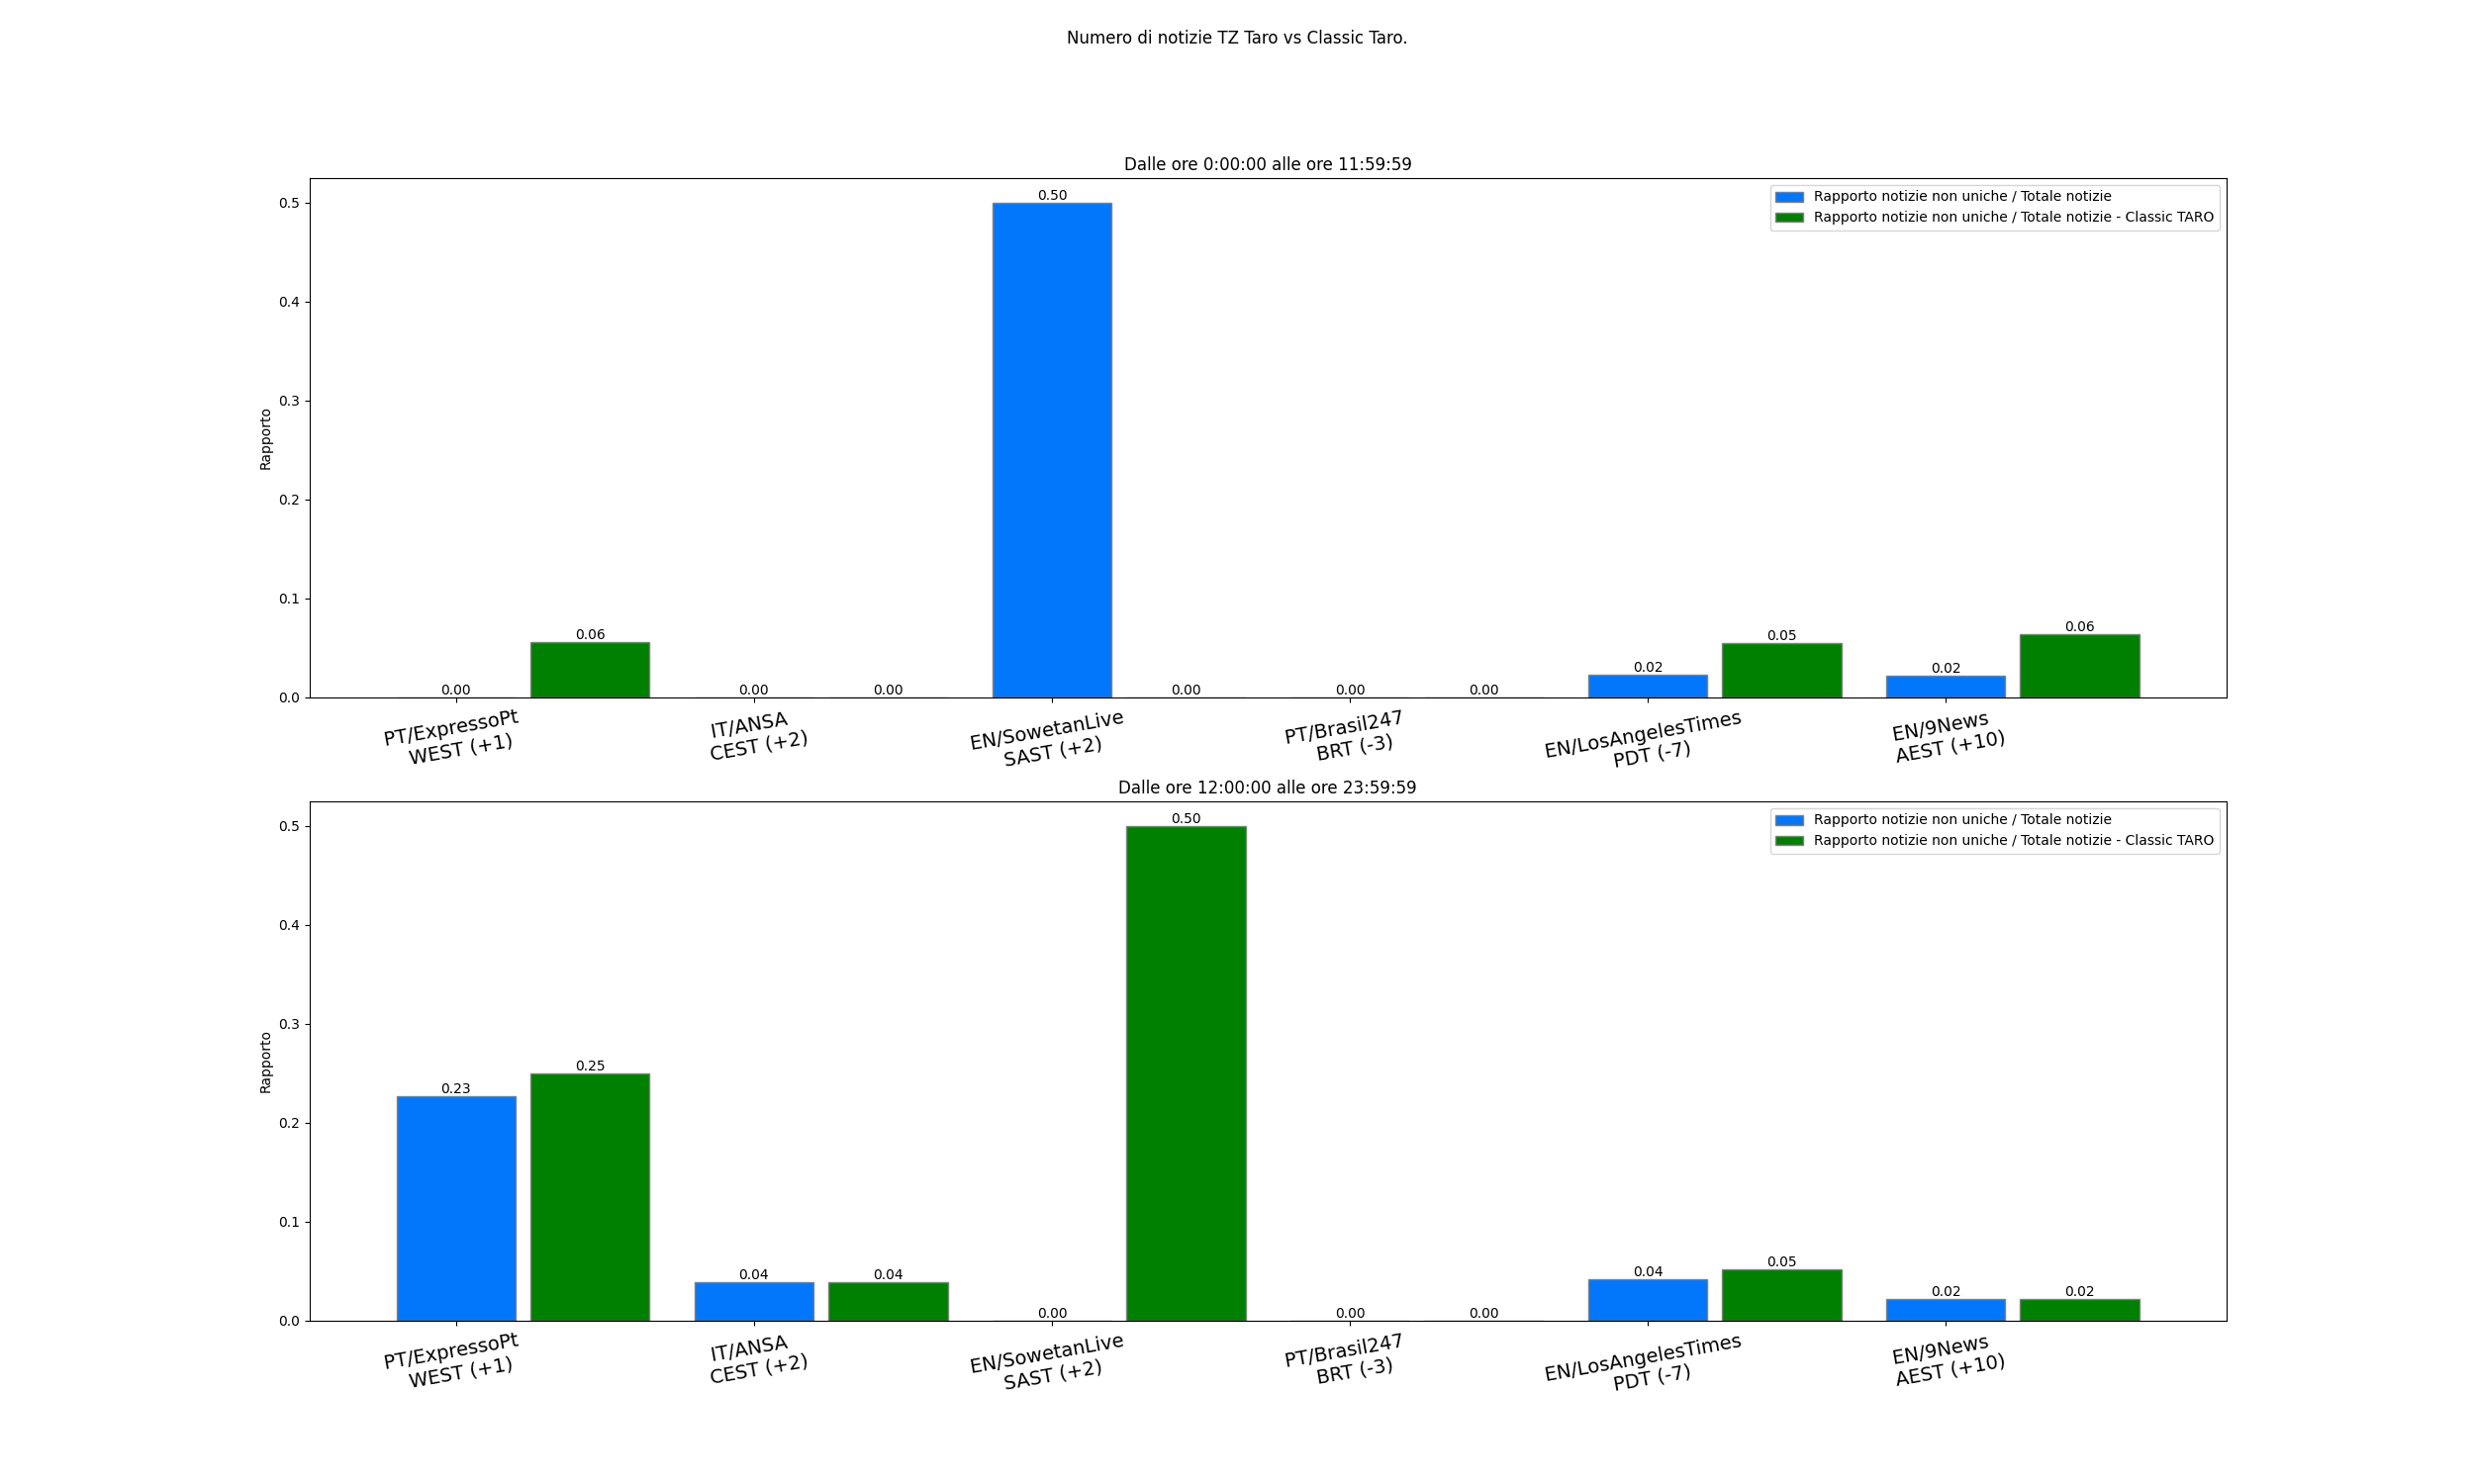 Numero di notizie TZ Taro vs Classic Taro.
Dalle ore 0:00:00 alle ore 11:59:59
Rapporto notizie non uniche / Totale notizie
Rapporto notizie non uniche / Totale notizie - Classic TARO
Rapporto
0.5
0.4
0.3
0.2
0.1
0.0
0.00
0.06
0.00
0.00
0.50
0.00
0.00
0.00
0.02
0.05
0.02
0.06
PT/ExpressoPt
WEST (+1)
IT/ANSA
CEST (+2)
EN/SowetanLive
SAST (+2)
PT/Brasil247
BRT (-3)
EN/LosAngelesTimes
PDT (-7)
EN/9News
AEST (+10)
Dalle ore 12:00:00 alle ore 23:59:59
Rapporto notizie non uniche / Totale notizie
Rapporto notizie non uniche / Totale notizie - Classic TARO
Rapporto
0.5
0.4
0.3
0.2
0.1
0.0
0.23
0.25
0.04
0.04
0.00
0.50
0.00
0.00
0.04
0.05
0.02
0.02
PT/ExpressoPt
WEST (+1)
IT/ANSA
CEST (+2)
EN/SowetanLive
SAST (+2)
PT/Brasil247
BRT (-3)
EN/LosAngelesTimes
PDT (-7)
EN/9News
AEST (+10)